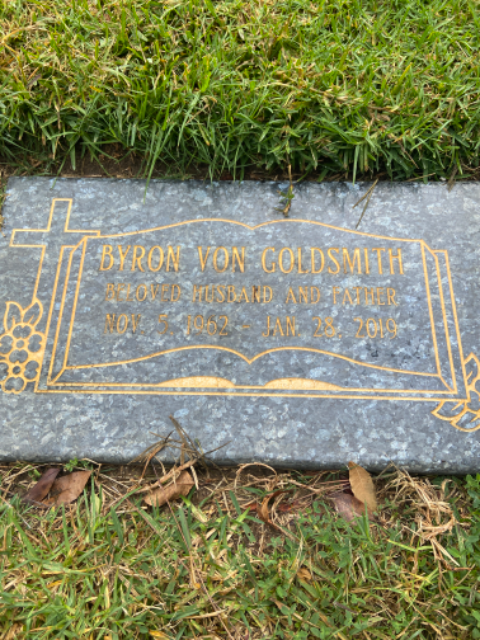 BYRON VON GOLDSMITH
BELOVED HUSBAND AND FATHER
NOV. 5, 1962 - JAN. 28, 2019